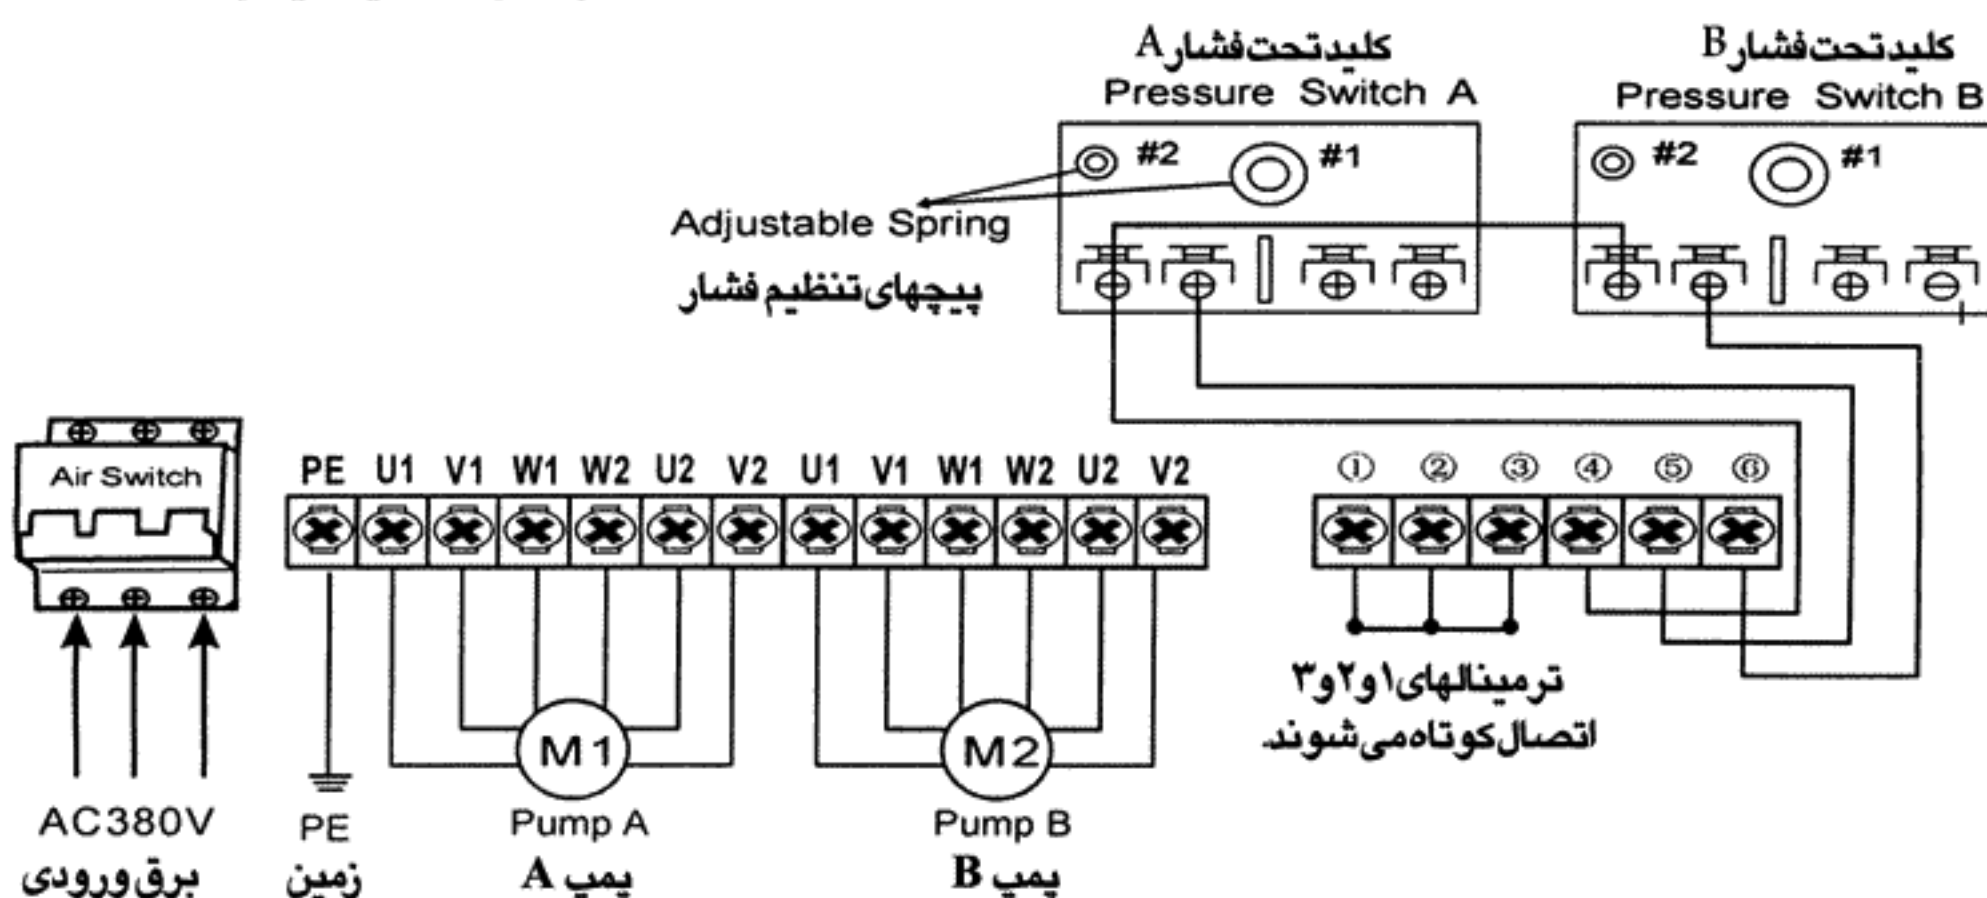 کلید تحت فشار A
Pressure Switch A
#2 #1
کلید تحت فشار B
Pressure Switch B
#2 #1
Adjustable Spring
پیچهای تنظیم فشار
Air Switch
PE U1 V1 W1 W2 U2 V2 U1 V1 W1 W2 U2 V2
① ② ③ ④ ⑤ ⑥
ترمینالهای ۱ و ۲ و ۳
اتصال کوتاه می شوند.
M1
M2
AC380V
برق ورودی
PE
زمین
Pump A
پمپ A
Pump B
پمپ B